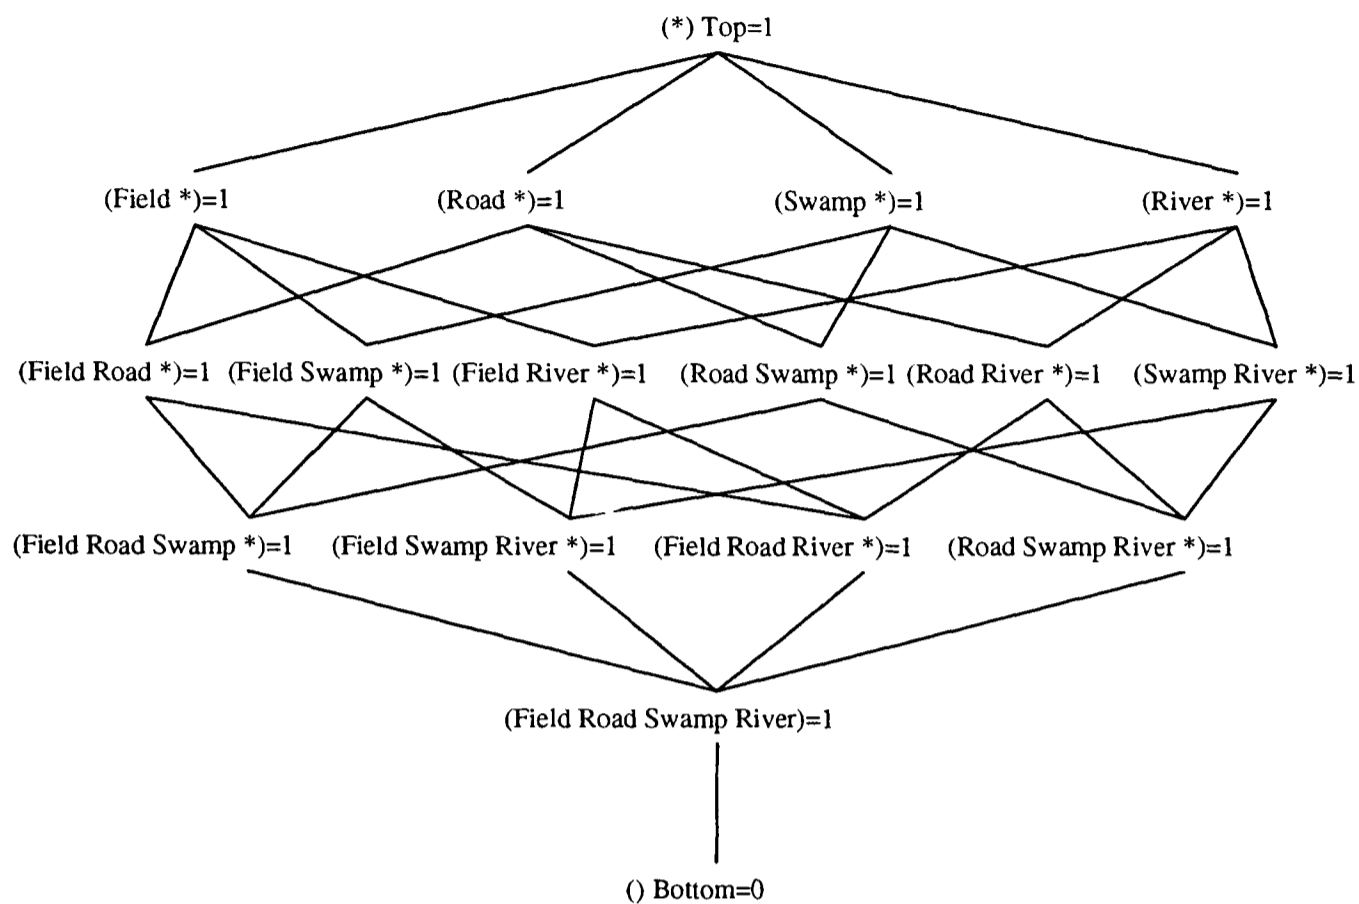 (*) Top=1
(Field *)=1 (Road *)=1 (Swamp *)=1 (River *)=1
(Field Road *)=1 (Field Swamp *)=1 (Field River *)=1 (Road Swamp *)=1 (Road River *)=1 (Swamp River *)=1
(Field Road Swamp *)=1 (Field Swamp River *)=1 (Field Road River *)=1 (Road Swamp River *)=1
(Field Road Swamp River)=1
() Bottom=0